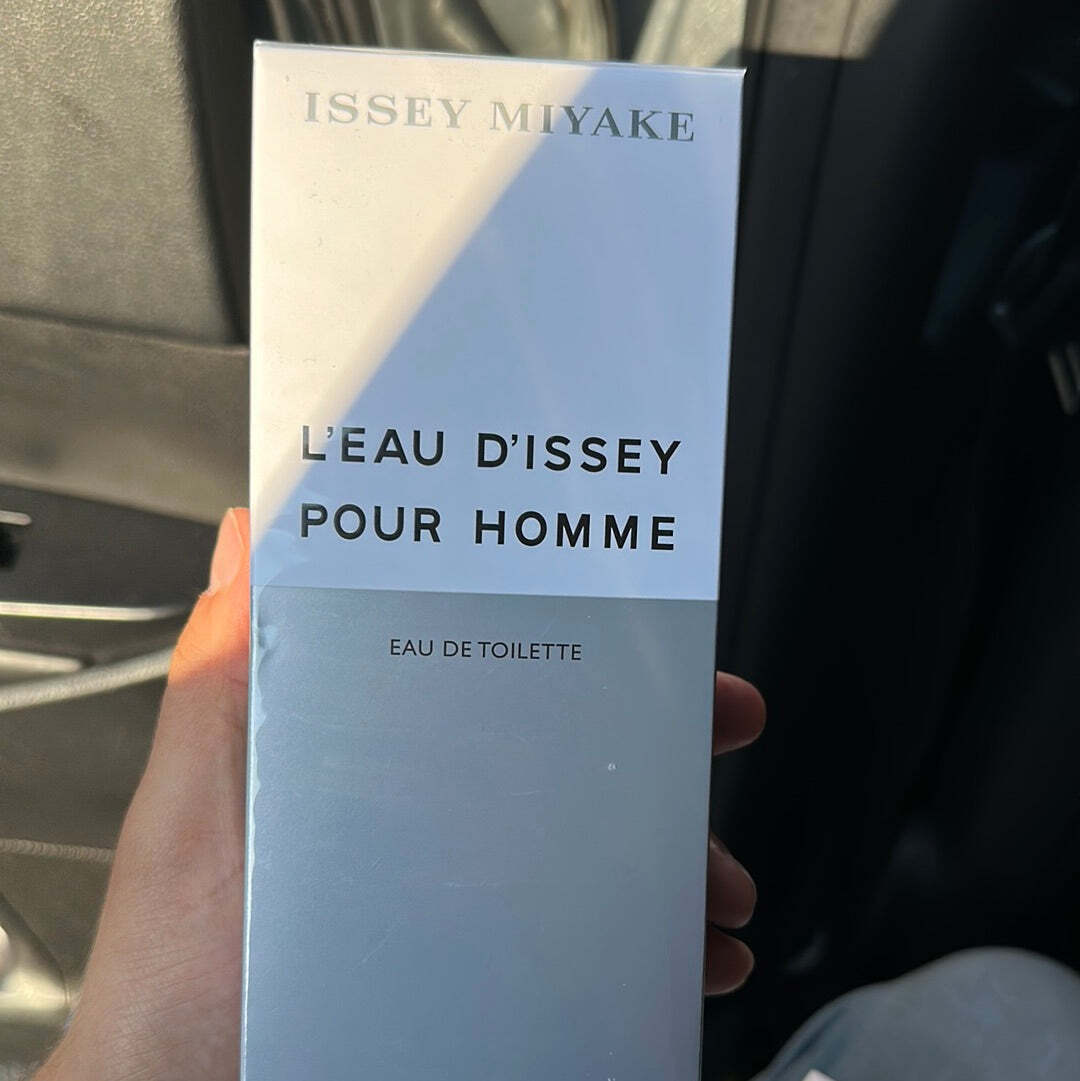 ISSEY MIYAKE
L'EAU D'ISSEY
POUR HOMME
EAU DE TOILETTE